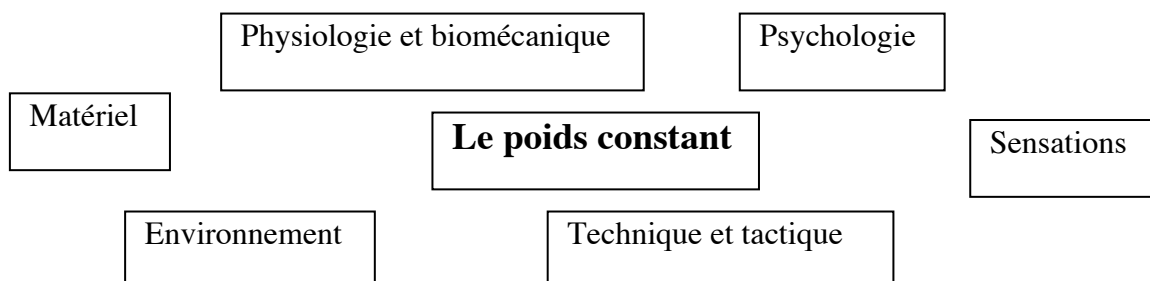 Physiologie et biomécanique
Psychologie
Matériel
Le poids constant
Sensations
Environnement
Technique et tactique